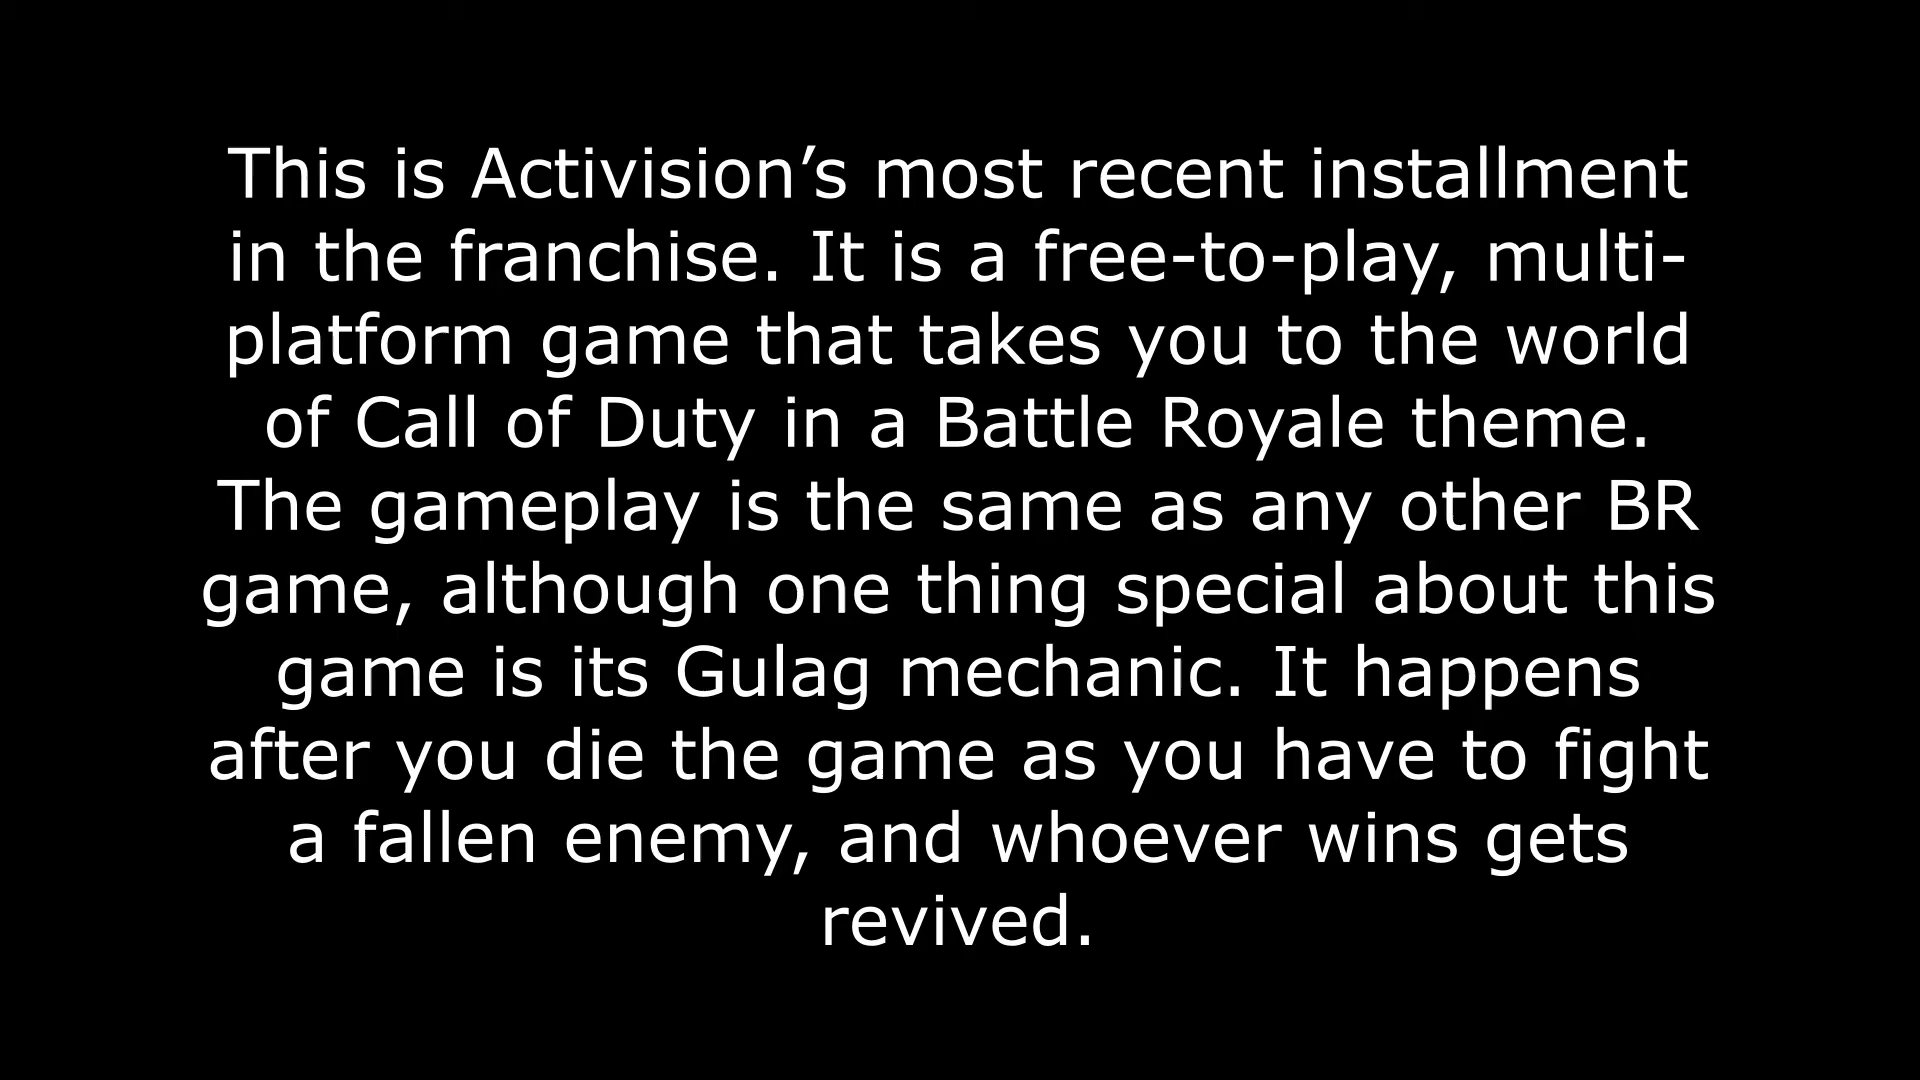 This is Activision’s most recent installment
in the franchise. It is a free-to-play, multi-
platform game that takes you to the world
of Call of Duty in a Battle Royale theme.
The gameplay is the same as any other BR
game, although one thing special about this
game is its Gulag mechanic. It happens
after you die the game as you have to fight
a fallen enemy, and whoever wins gets
revived.